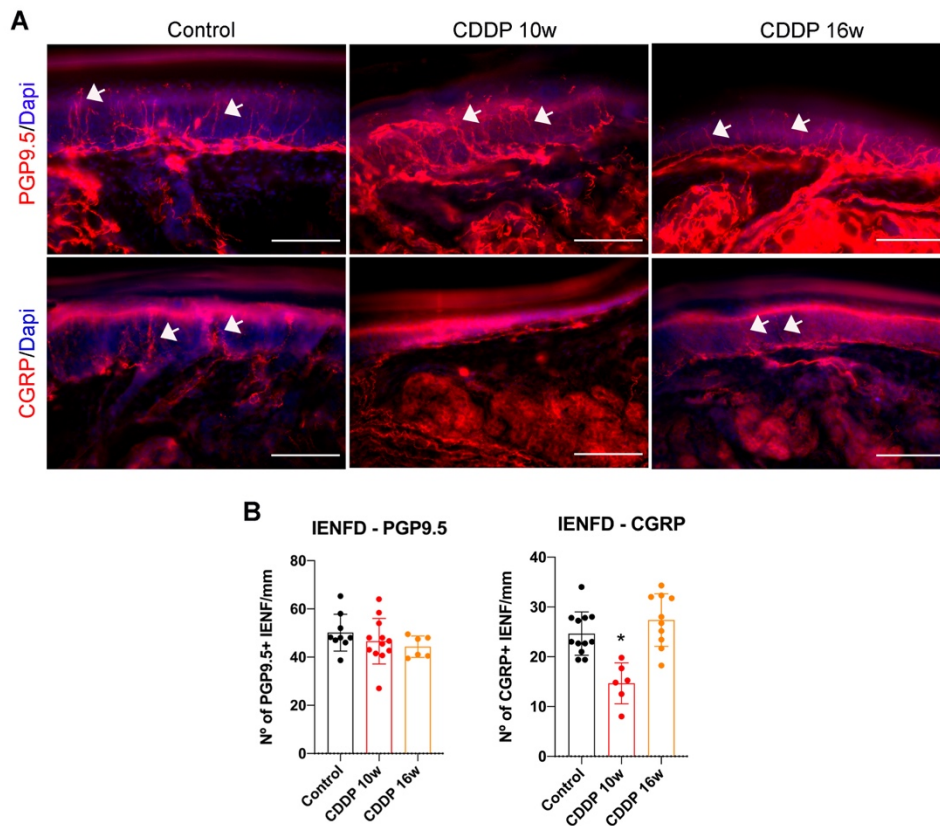 A
Control
CDDP 10w
CDDP 16w
PGP9.5/Dapi
CGRP/Dapi
B
IENFD - PGP9.5
Nº of PGP9.5+ IENF/mm
80
60
40
20
0
Control
CDDP 10w
CDDP 16w
IENFD - CGRP
Nº of CGRP+ IENF/mm
40
30
20
10
0
*
Control
CDDP 10w
CDDP 16w